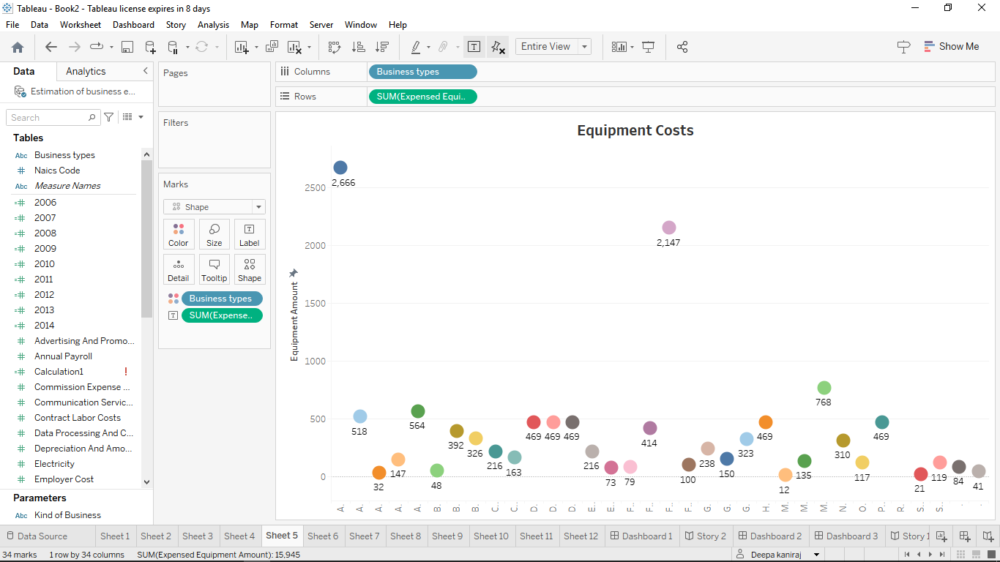 Tableau - Book2 - Tableau license expires in 8 days
File Data Worksheet Dashboard Story Analysis Map Format Server Window Help
Entire View
Show Me
Data Analytics
Estimation of business e...
Search
Tables
Abc Business types
# Naics Code
Abc Measure Names
=# 2006
=# 2007
=# 2008
=# 2009
=# 2010
=# 2011
=# 2012
=# 2013
=# 2014
# Advertising And Promo...
# Annual Payroll
=# Calculation1 !
# Commission Expense ...
# Communication Servic...
# Contract Labor Costs
# Data Processing And C...
# Depreciation And Amo...
# Electricity
# Employer Cost
Parameters
Abc Kind of Business
Pages
Filters
Marks
Shape
Color Size Label
Detail Tooltip Shape
Business types
SUM(Expense..
Columns Business types
Rows SUM(Expensed Equi..
Equipment Costs
Equipment Amount
2500
2000
1500
1000
500
0
2,666
518
32
147
564
48
392
326
216
163
469
469
469
216
73
79
414
2,147
100
238
150
323
469
12
135
768
310
117
469
21
119
84
41
A. A. A. A. A. B. B. B. C. C. D. D. D. E. E. F. F. F. F. G. G. G. H. M. M. M. N. O. P. R. S. S. . .
Data Source Sheet 1 Sheet 2 Sheet 3 Sheet 4 Sheet 5 Sheet 6 Sheet 7 Sheet 8 Sheet 9 Sheet 10 Sheet 11 Sheet 12 Dashboard 1 Story 2 Dashboard 2 Dashboard 3 Story 1
34 marks 1 row by 34 columns SUM(Expensed Equipment Amount): 15,945 Deepa kaniraj